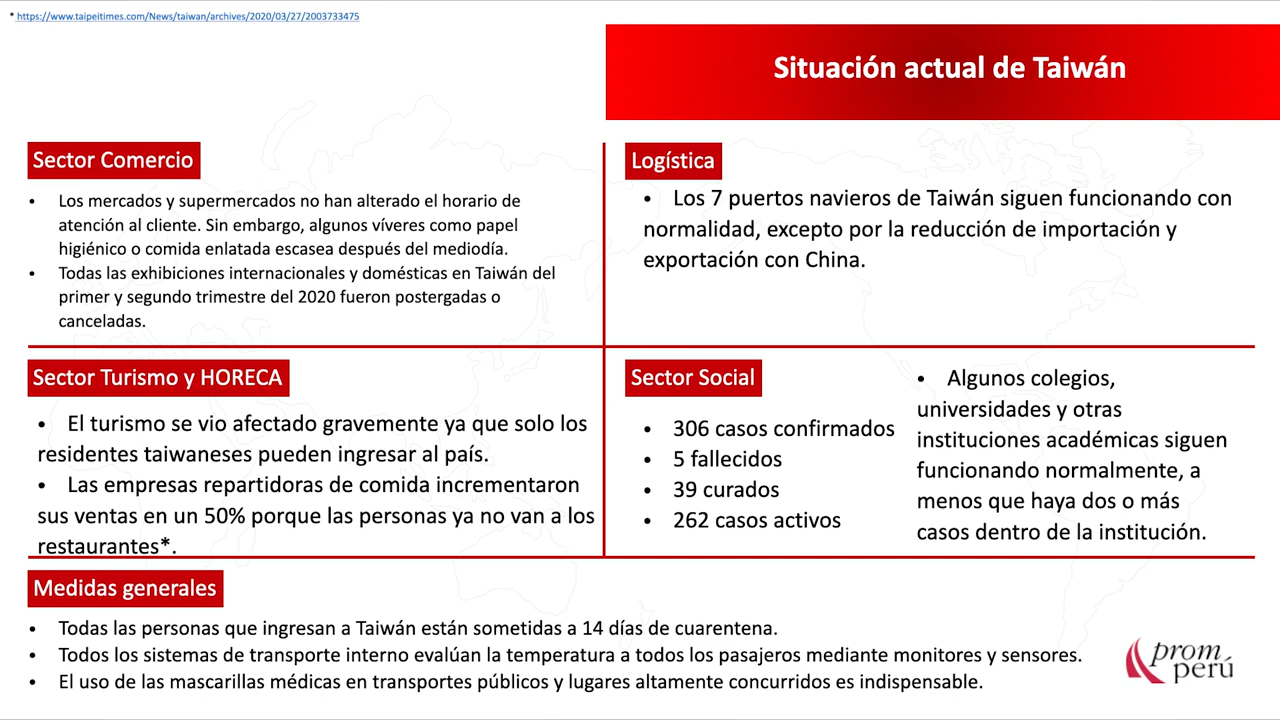 * https://www.taipeitimes.com/News/taiwan/archives/2020/03/27/2003733475
Situación actual de Taiwán
Sector Comercio
• Los mercados y supermercados no han alterado el horario de
atención al cliente. Sin embargo, algunos víveres como papel
higiénico o comida enlatada escasea después del mediodía.
• Todas las exhibiciones internacionales y domésticas en Taiwán del
primer y segundo trimestre del 2020 fueron postergadas o
canceladas.
Logística
• Los 7 puertos navieros de Taiwán siguen funcionando con
normalidad, excepto por la reducción de importación y
exportación con China.
Sector Turismo y HORECA
• El turismo se vio afectado gravemente ya que solo los
residentes taiwaneses pueden ingresar al país.
• Las empresas repartidoras de comida incrementaron
sus ventas en un 50% porque las personas ya no van a los
restaurantes*.
Sector Social
• 306 casos confirmados
• 5 fallecidos
• 39 curados
• 262 casos activos
• Algunos colegios,
universidades y otras
instituciones académicas siguen
funcionando normalmente, a
menos que haya dos o más
casos dentro de la institución.
Medidas generales
• Todas las personas que ingresan a Taiwán están sometidas a 14 días de cuarentena.
• Todos los sistemas de transporte interno evalúan la temperatura a todos los pasajeros mediante monitores y sensores.
• El uso de las mascarillas médicas en transportes públicos y lugares altamente concurridos es indispensable.
prom
perú